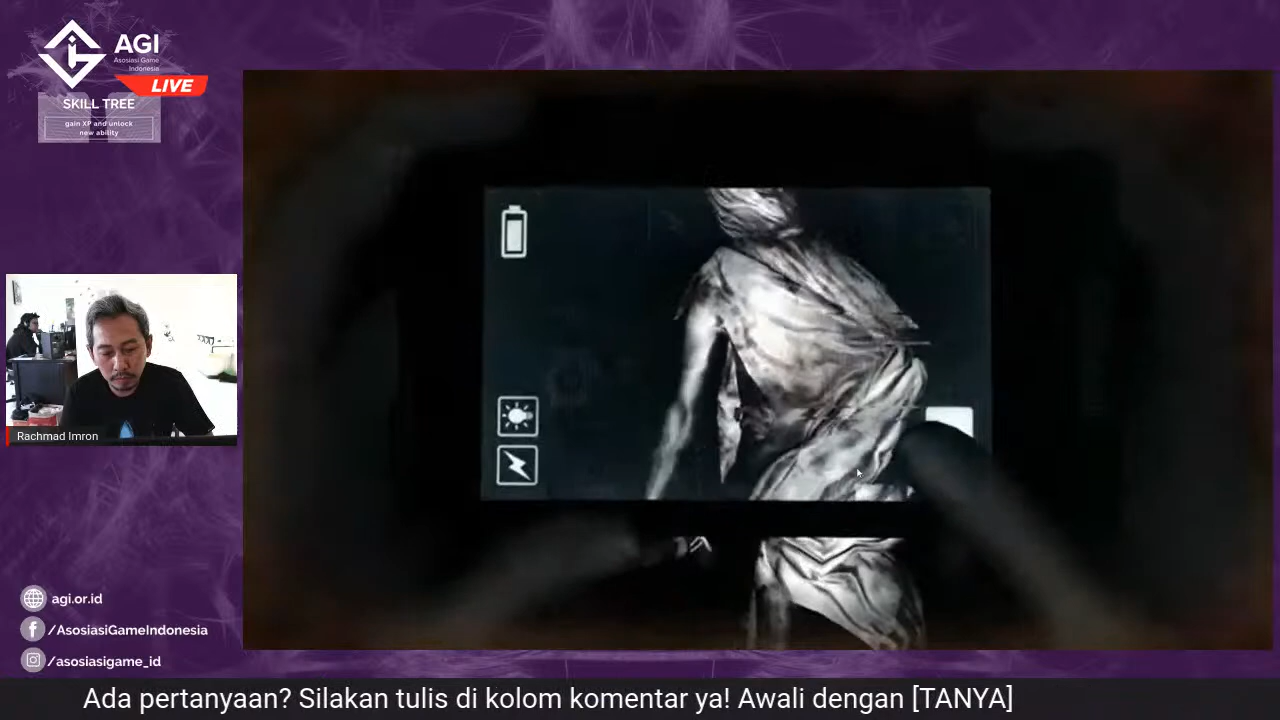 AGI
Asosiasi Game
Indonesia
LIVE
SKILL TREE
gain XP and unlock
new ability
Rachmad Imron
agi.or.id
/AsosiasiGameIndonesia
/asosiasigame_id
Ada pertanyaan? Silakan tulis di kolom komentar ya! Awali dengan [TANYA]